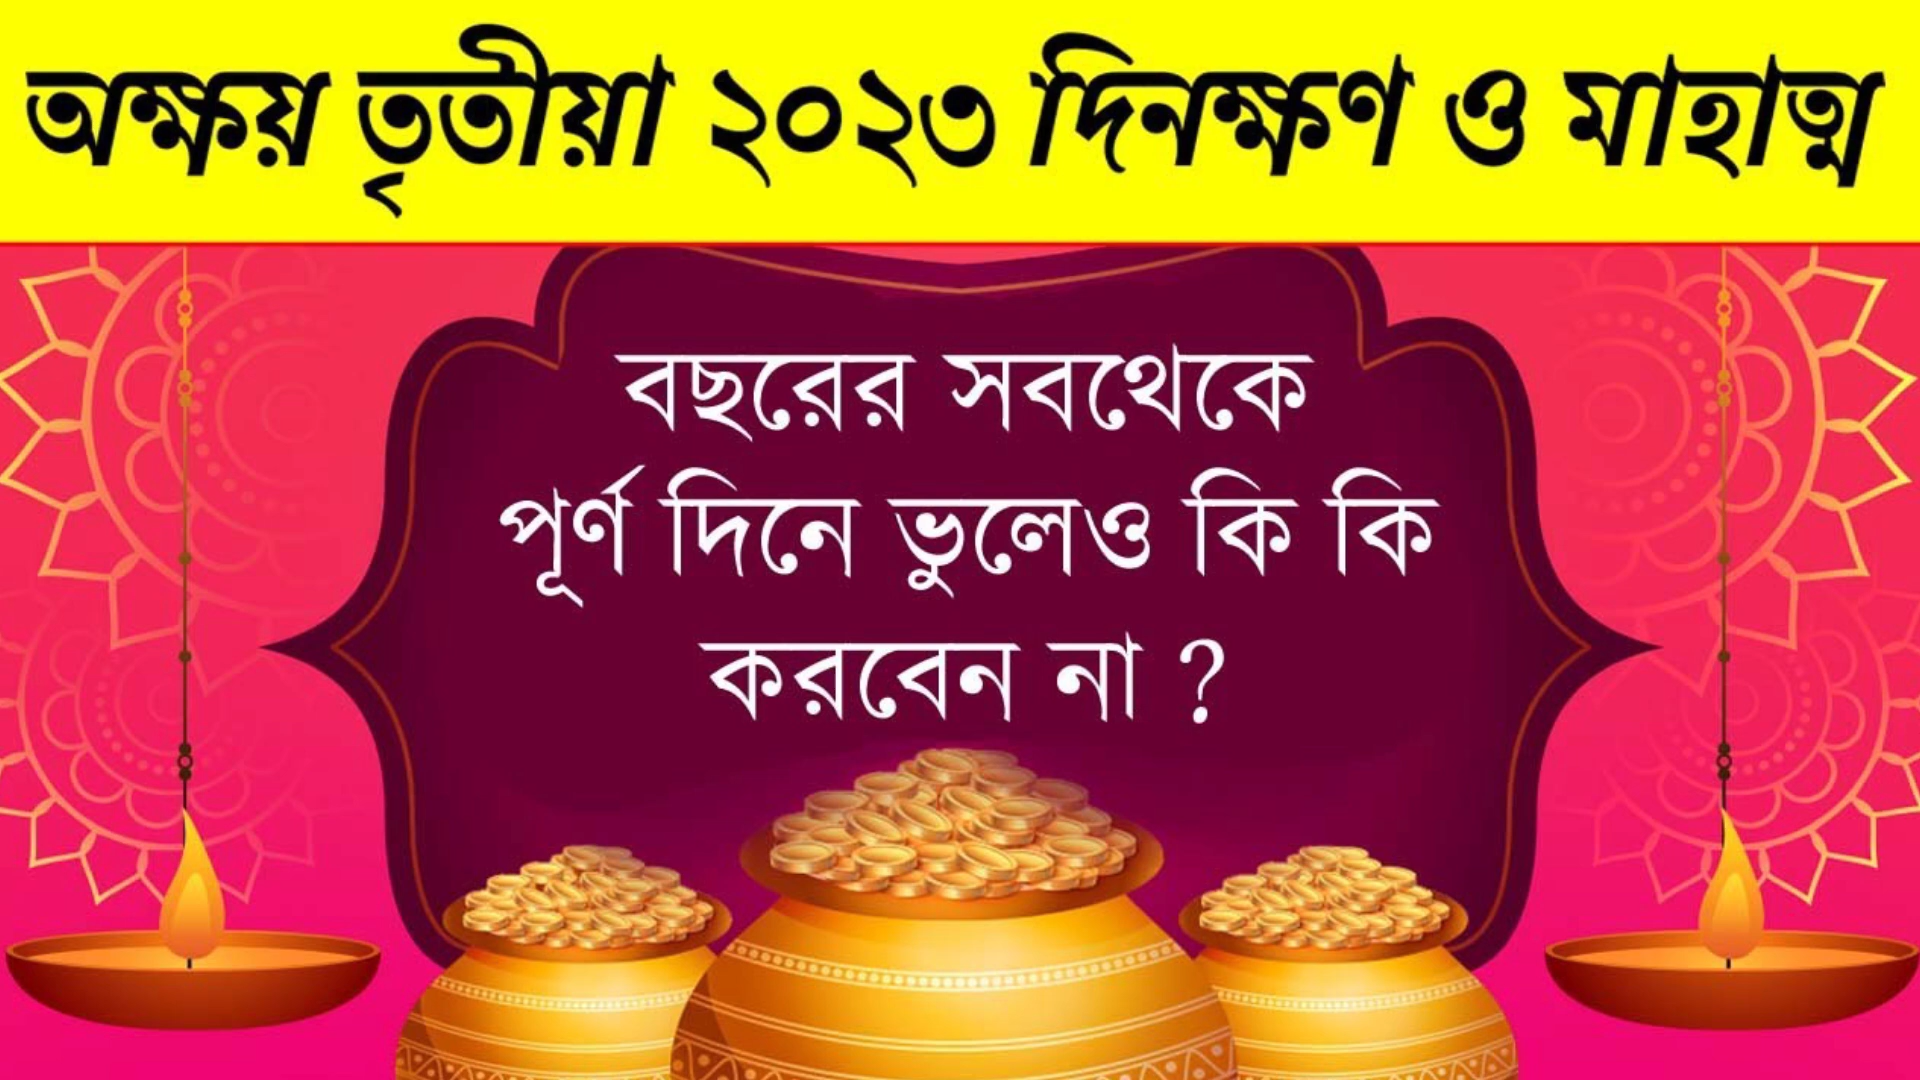 অক্ষয় তৃতীয়া ২০২৩ দিনক্ষণ ও মাহাত্ম
বছরের সবথেকে
পূর্ণ দিনে ভুলেও কি কি
করবেন না ?